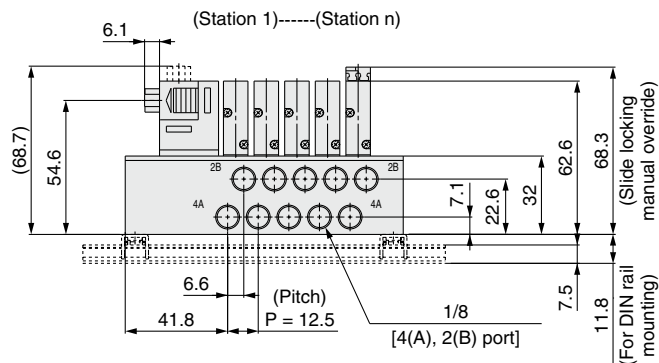 (Station 1)------(Station n)
6.1
(68.7)
54.6
2B
2B
4A
4A
7.1
22.6
32
62.6
68.3
(Slide locking
manual override)
6.6
(Pitch)
41.8
P = 12.5
1/8
[4(A), 2(B) port]
7.5
11.8
(For DIN rail
mounting)